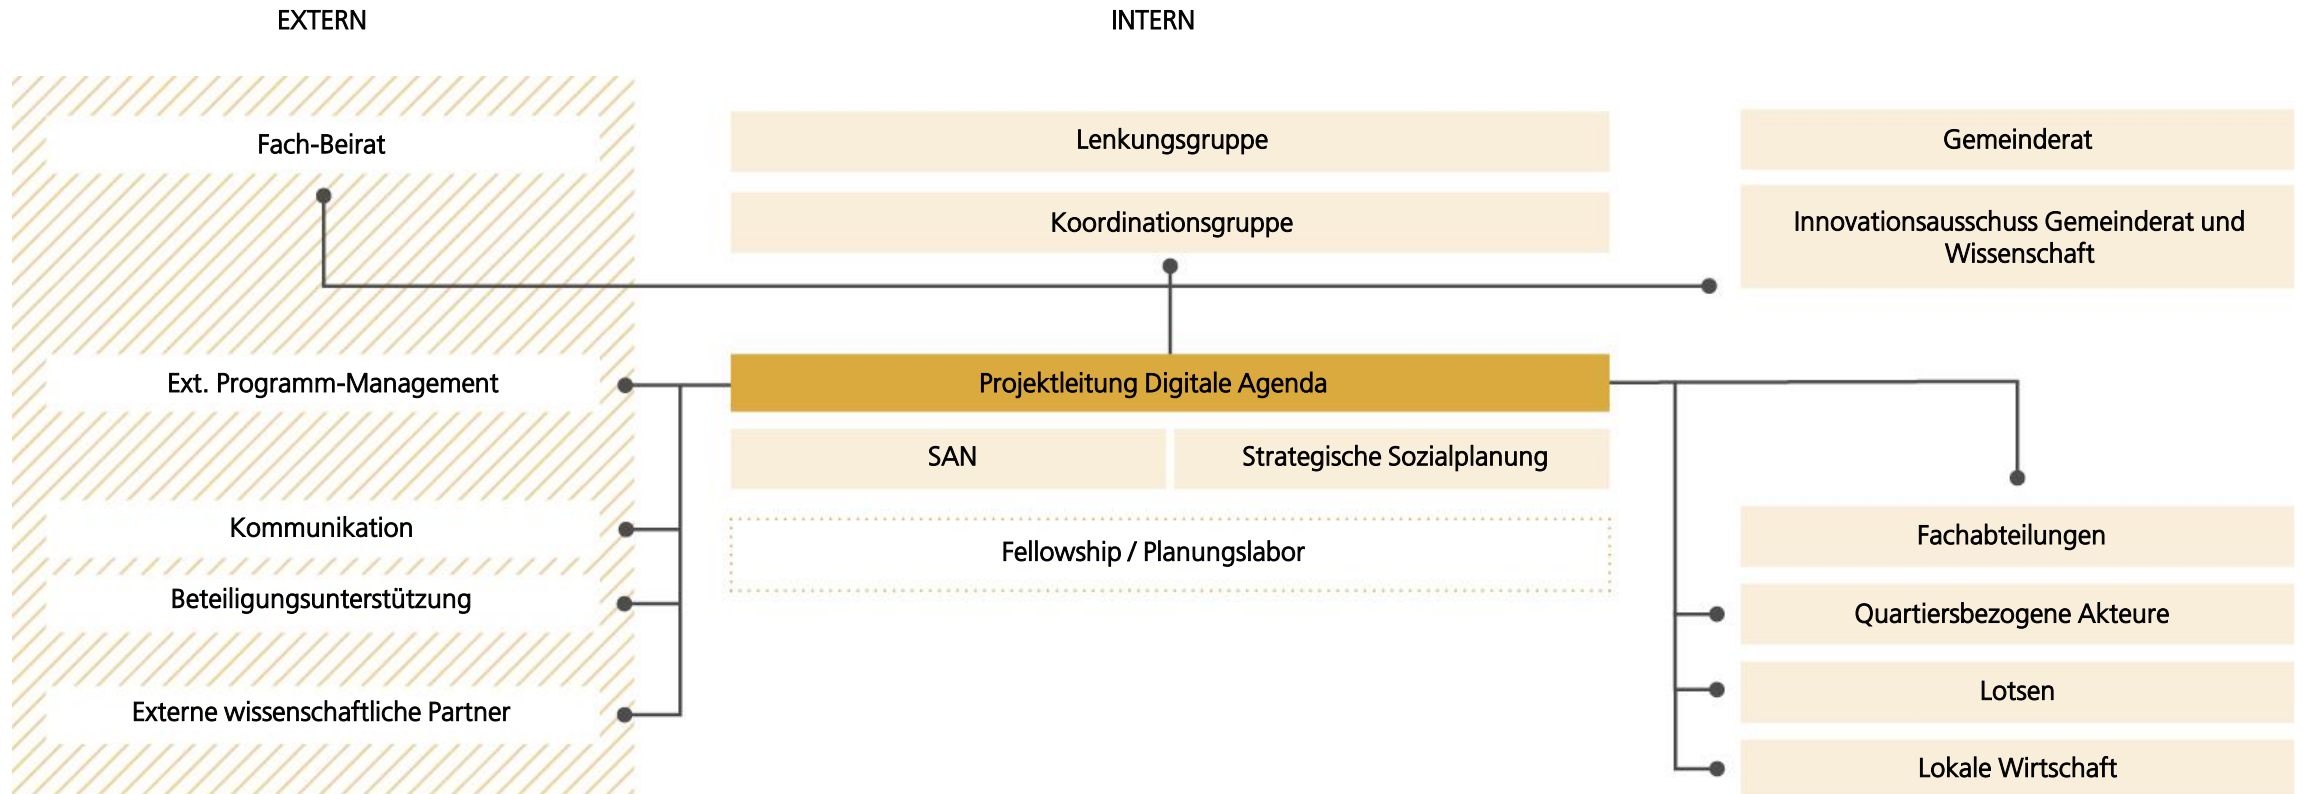 EXTERN
INTERN
Fach-Beirat
Lenkungsgruppe
Gemeinderat
Koordinationsgruppe
Innovationsausschuss Gemeinderat und
Wissenschaft
Ext. Programm-Management
Projektleitung Digitale Agenda
SAN
Strategische Sozialplanung
Kommunikation
Fellowship / Planungslabor
Fachabteilungen
Beteiligungsunterstützung
Quartiersbezogene Akteure
Externe wissenschaftliche Partner
Lotsen
Lokale Wirtschaft